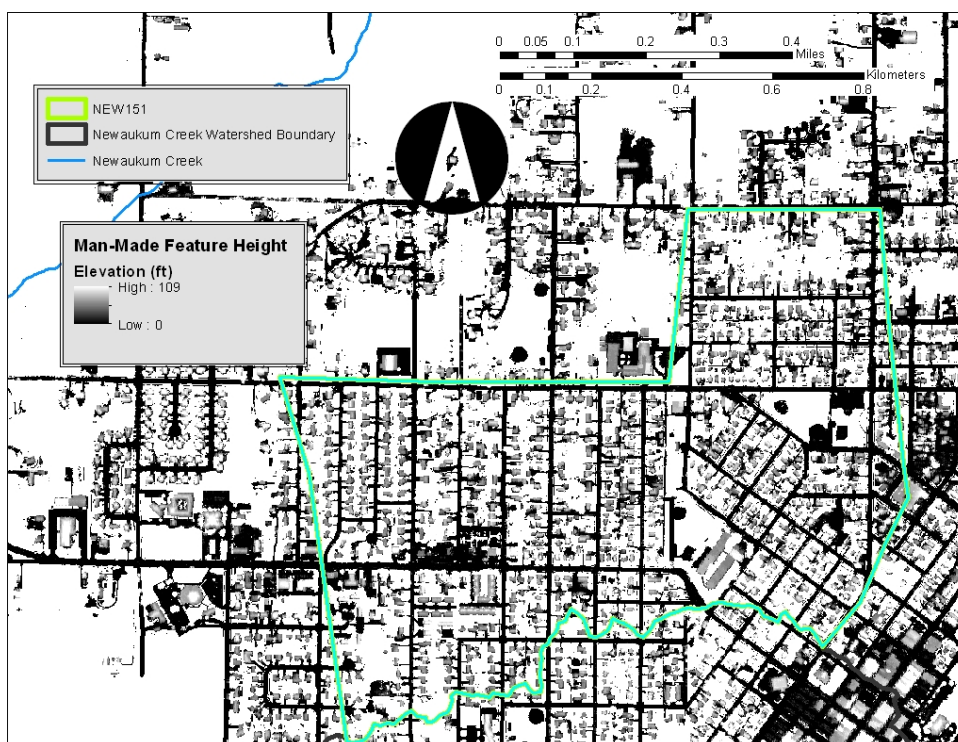 0 0.05 0.1 0.2 0.3 0.4
Miles
Kilometers
0 0.1 0.2 0.4 0.6 0.8
NEW151
Newaukum Creek Watershed Boundary
Newaukum Creek
Man-Made Feature Height
Elevation (ft)
High : 109
Low : 0